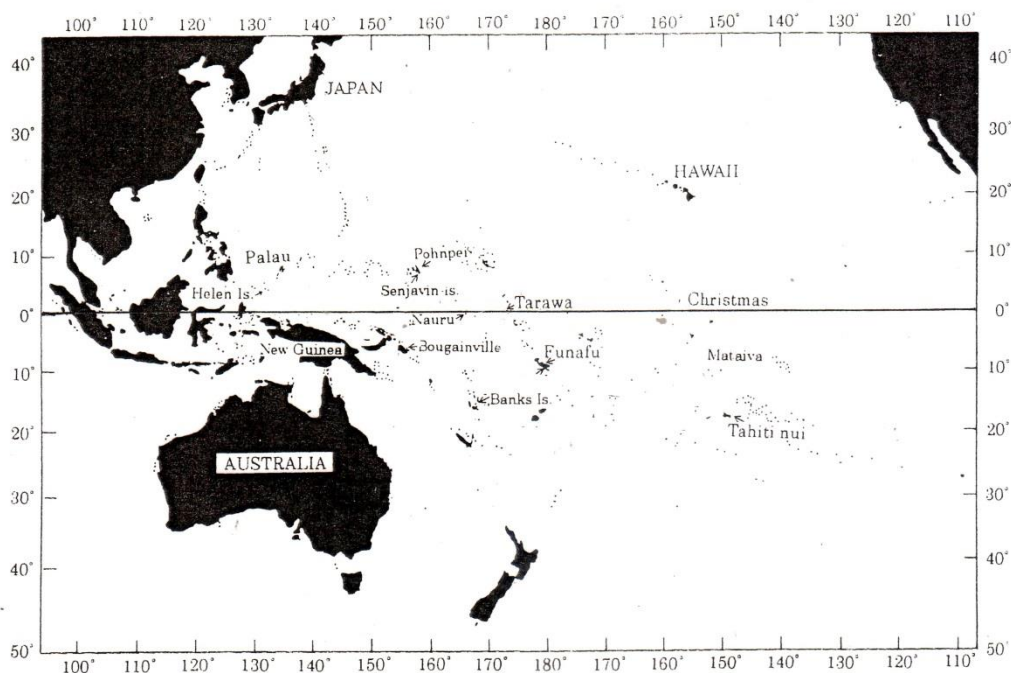 100° 110° 120° 130° 140° 150° 160° 170° 180° 170° 160° 150° 140° 130° 120° 110°
40° 40°
JAPAN
30° 30°
HAWAII
20° 20°
Pohnpei
Palau
10° 10°
Helen Is. Senjavin is. Tarawa Christmas
0° 0°
Nauru
New Guinea Bougainville Funafu Mataiva
10° 10°
Banks Is.
Tahiti nui
20° 20°
AUSTRALIA
30° 30°
40° 40°
50° 50°
100° 110° 120° 130° 140° 150° 160° 170° 180° 170° 160° 150° 140° 130° 120° 110°